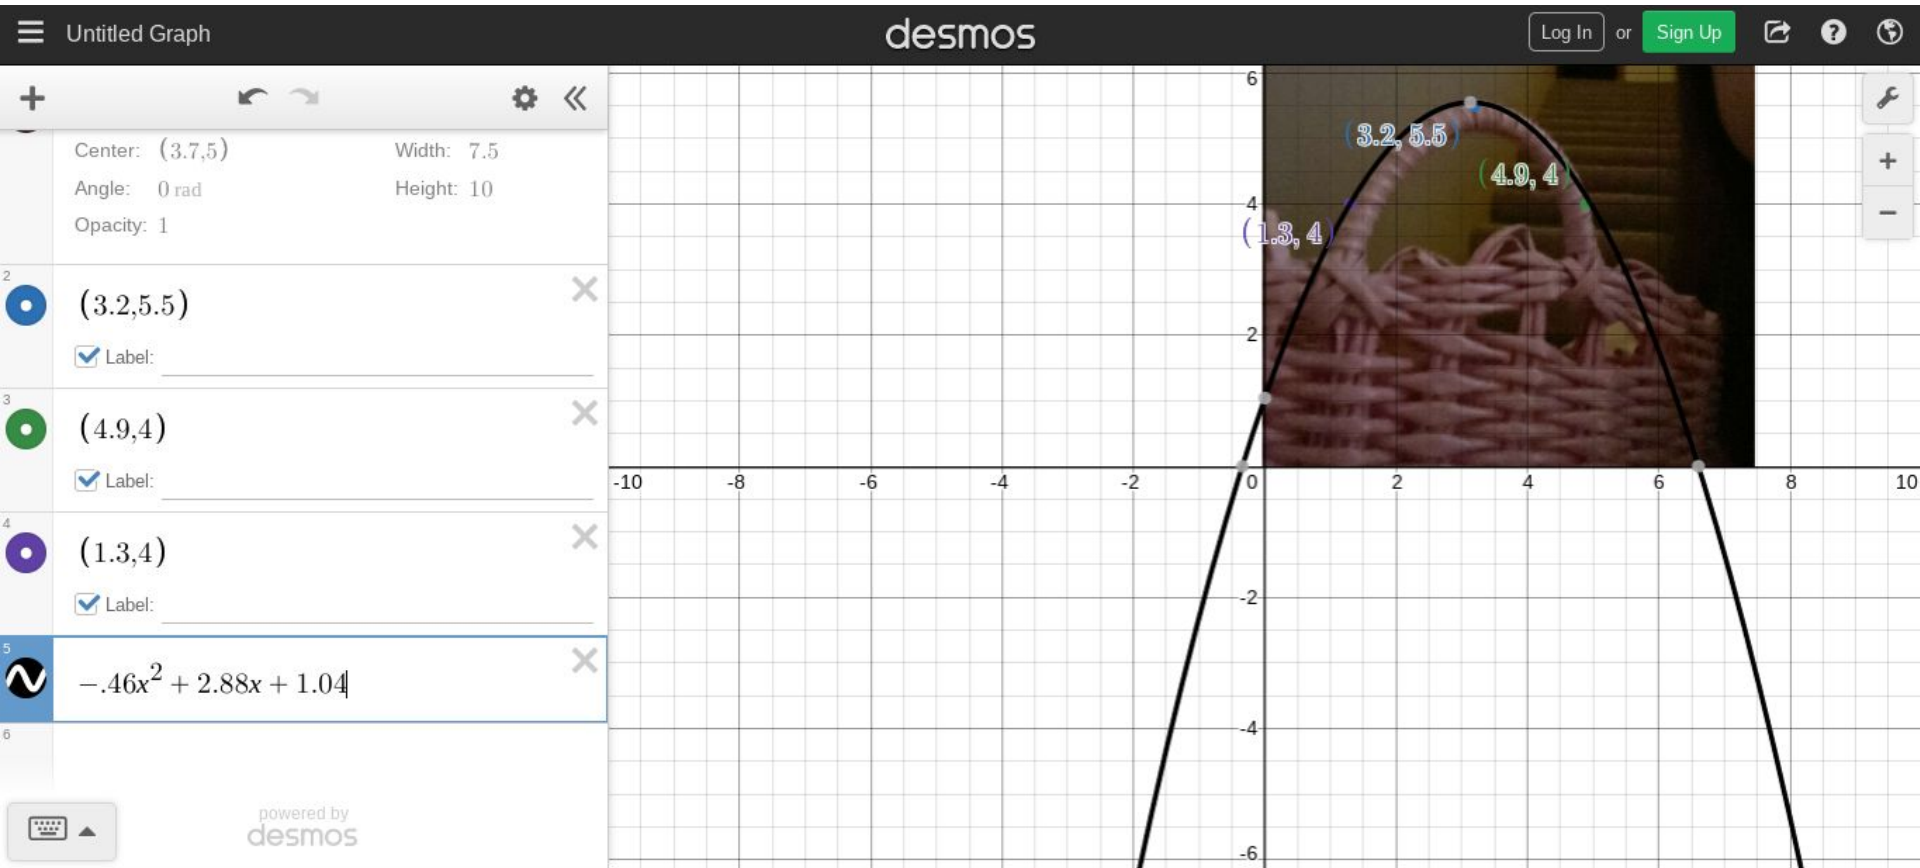 Untitled Graph
desmos
Log In or Sign Up
Center: (3.7,5) Width: 7.5
Angle: 0 rad Height: 10
Opacity: 1
2
(3.2,5.5)
Label:
3
(4.9,4)
Label:
4
(1.3,4)
Label:
5
−.46x² + 2.88x + 1.04
6
powered by
desmos
6
(3.2, 5.5)
(4.9, 4)
4
(1.3, 4)
2
-10 -8 -6 -4 -2 0 2 4 6 8 10
-2
-4
-6